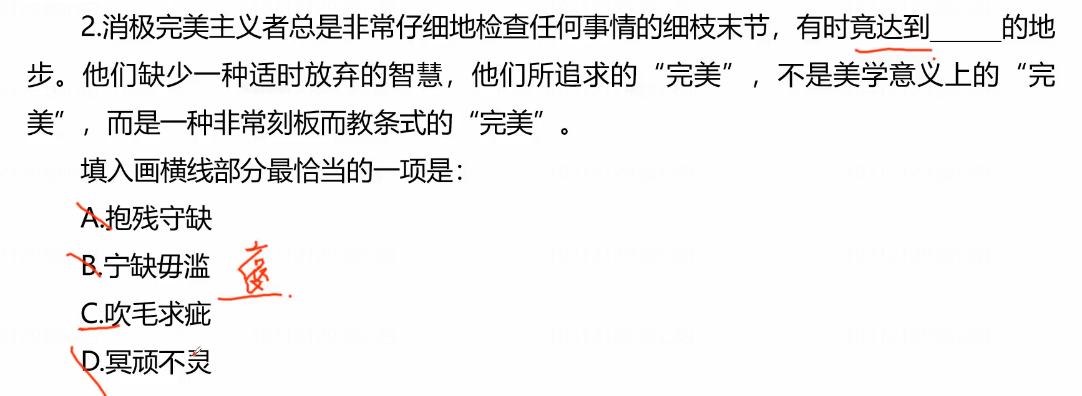 2.消极完美主义者总是非常仔细地检查任何事情的细枝末节，有时竟达到______的地
步。他们缺少一种适时放弃的智慧，他们所追求的“完美”，不是美学意义上的“完
美”，而是一种非常刻板而教条式的“完美”。
填入画横线部分最恰当的一项是：
A.抱残守缺
B.宁缺毋滥
C.吹毛求疵
D.冥顽不灵